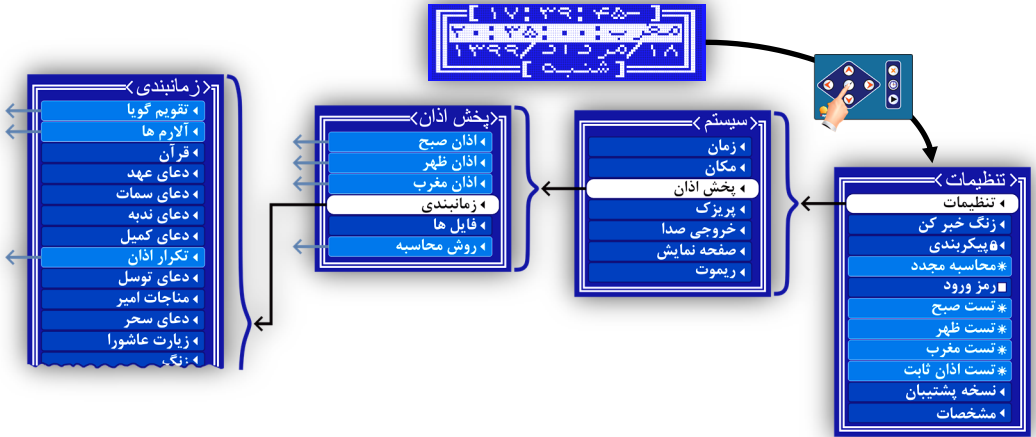 [ ۱۷:۳۹:۴۵- ]
مغرب ۲۰:۳۵:۰۰
۱۸/مرداد/۱۳۹۹
[ شنبه ]
تنظیمات
تنظیمات
زنگ خبر کن
پیکربندی
محاسبه مجدد
رمز ورود
تست صبح
تست ظهر
تست مغرب
تست اذان ثابت
نسخه پشتیبان
مشخصات
سیستم
زمان
مکان
پخش اذان
پریزک
خروجی صدا
صفحه نمایش
ریموت
پخش اذان
اذان صبح
اذان ظهر
اذان مغرب
زمانبندی
فایل ها
روش محاسبه
زمانبندی
تقویم گویا
آلارم ها
قرآن
دعای عهد
دعای سمات
دعای ندبه
دعای کمیل
تکرار اذان
دعای توسل
مناجات امیر
دعای سحر
زیارت عاشورا
زنگ